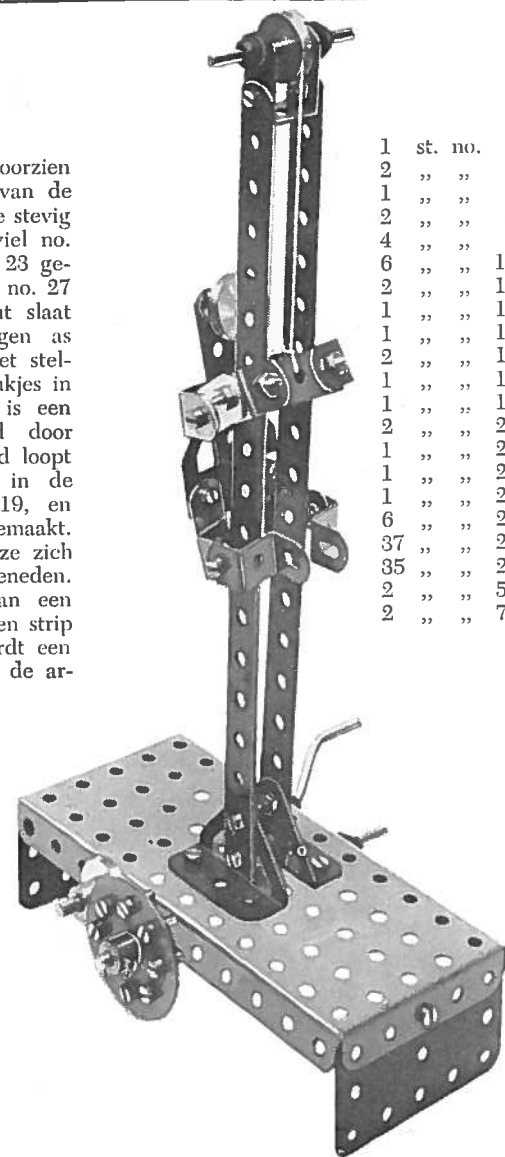 oorzien
van de
e stevig
viel no.
23 ge-
no. 27
ut slaat
gen as
et stel-
akjes in
is een
d door
d loopt
in de
19, en
emaakt.
ze zich
eneden.
an een
en strip
rdt een
de ar-
1 st. no.
2 „ „
1 „ „
2 „ „
4 „ „
6 „ „ 1
2 „ „ 1
1 „ „ 1
1 „ „ 1
2 „ „ 1
1 „ „ 1
1 „ „ 1
2 „ „ 2
1 „ „ 2
1 „ „ 2
1 „ „ 2
6 „ „ 2
37 „ „ 2
35 „ „ 2
2 „ „ 5
2 „ „ 7